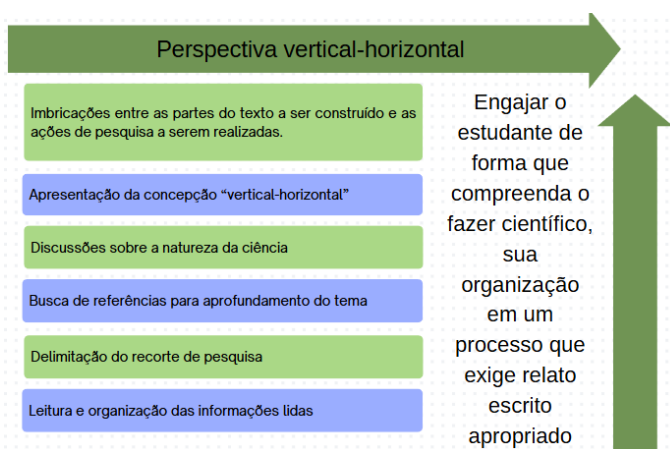 Perspectiva vertical-horizontal
Imbricações entre as partes do texto a ser construído e as
ações de pesquisa a serem realizadas.
Apresentação da concepção “vertical-horizontal”
Discussões sobre a natureza da ciência
Busca de referências para aprofundamento do tema
Delimitação do recorte de pesquisa
Leitura e organização das informações lidas
Engajar o
estudante de
forma que
compreenda o
fazer científico,
sua
organização
em um
processo que
exige relato
escrito
apropriado